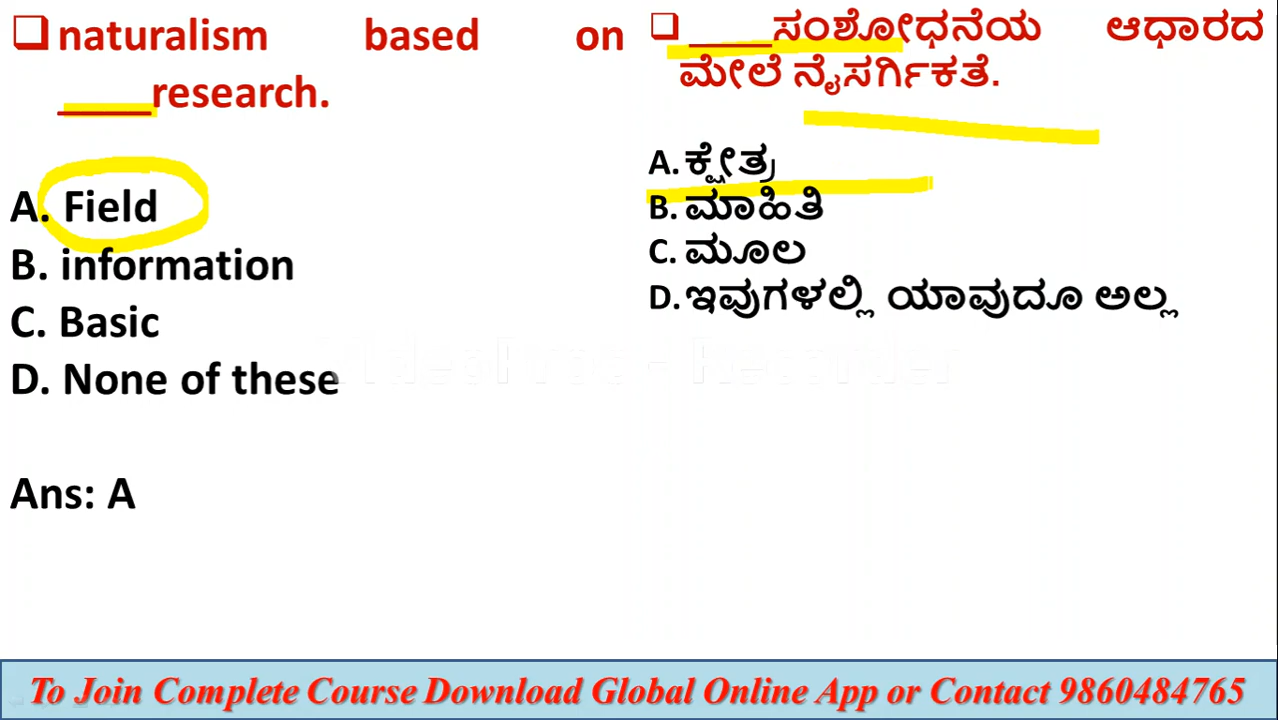 naturalism based on
____research.
A. Field
B. information
C. Basic
D. None of these
Ans: A
____ಸಂಶೋಧನೆಯ ಆಧಾರದ
ಮೇಲೆ ನೈಸರ್ಗಿಕತೆ.
A. ಕ್ಷೇತ್ರ
B. ಮಾಹಿತಿ
C. ಮೂಲ
D. ಇವುಗಳಲ್ಲಿ ಯಾವುದೂ ಅಲ್ಲ
To Join Complete Course Download Global Online App or Contact 9860484765